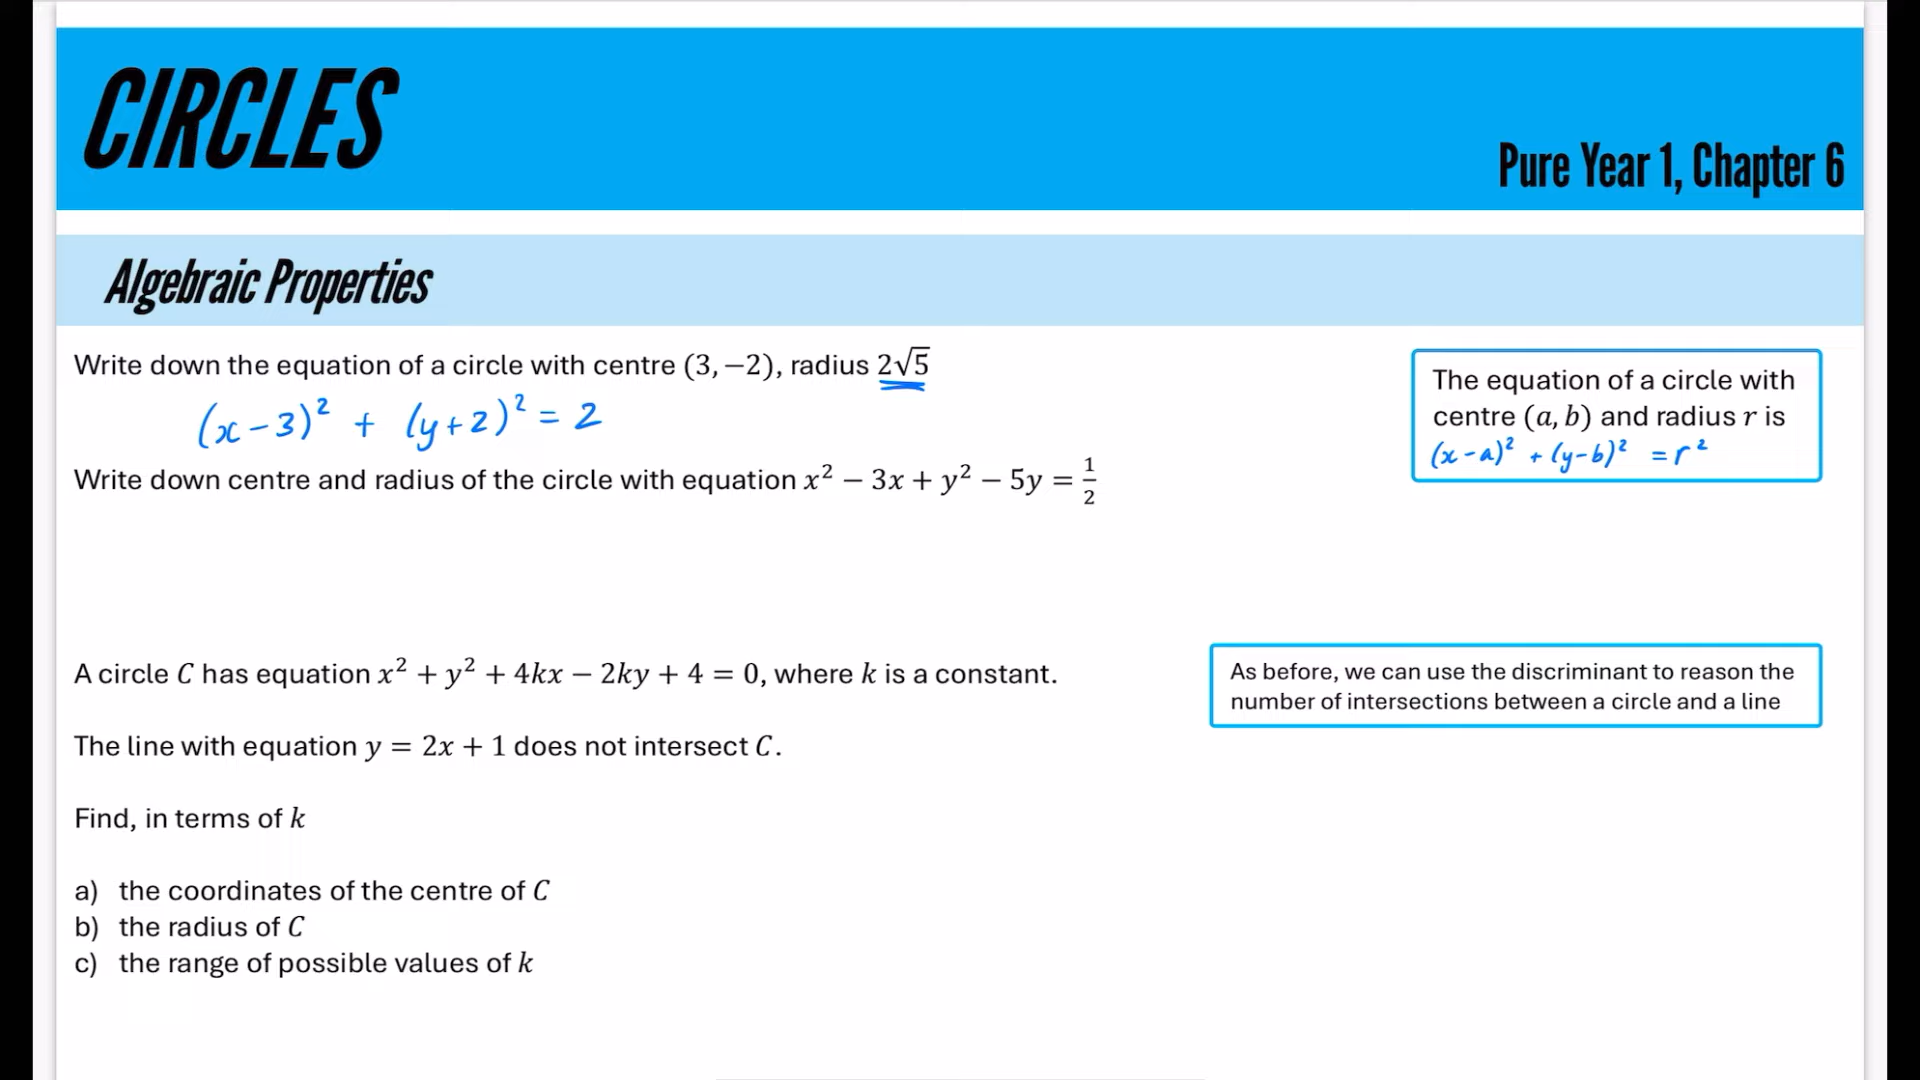 CIRCLES
Pure Year 1, Chapter 6
Algebraic Properties
Write down the equation of a circle with centre (3, −2), radius 2√5
(x − 3)² + (y + 2)² = 2
The equation of a circle with
centre (a, b) and radius r is
(x − a)² + (y − b)² = r²
Write down centre and radius of the circle with equation x² − 3x + y² − 5y = 1/2
A circle C has equation x² + y² + 4kx − 2ky + 4 = 0, where k is a constant.
As before, we can use the discriminant to reason the
number of intersections between a circle and a line
The line with equation y = 2x + 1 does not intersect C.
Find, in terms of k
a) the coordinates of the centre of C
b) the radius of C
c) the range of possible values of k